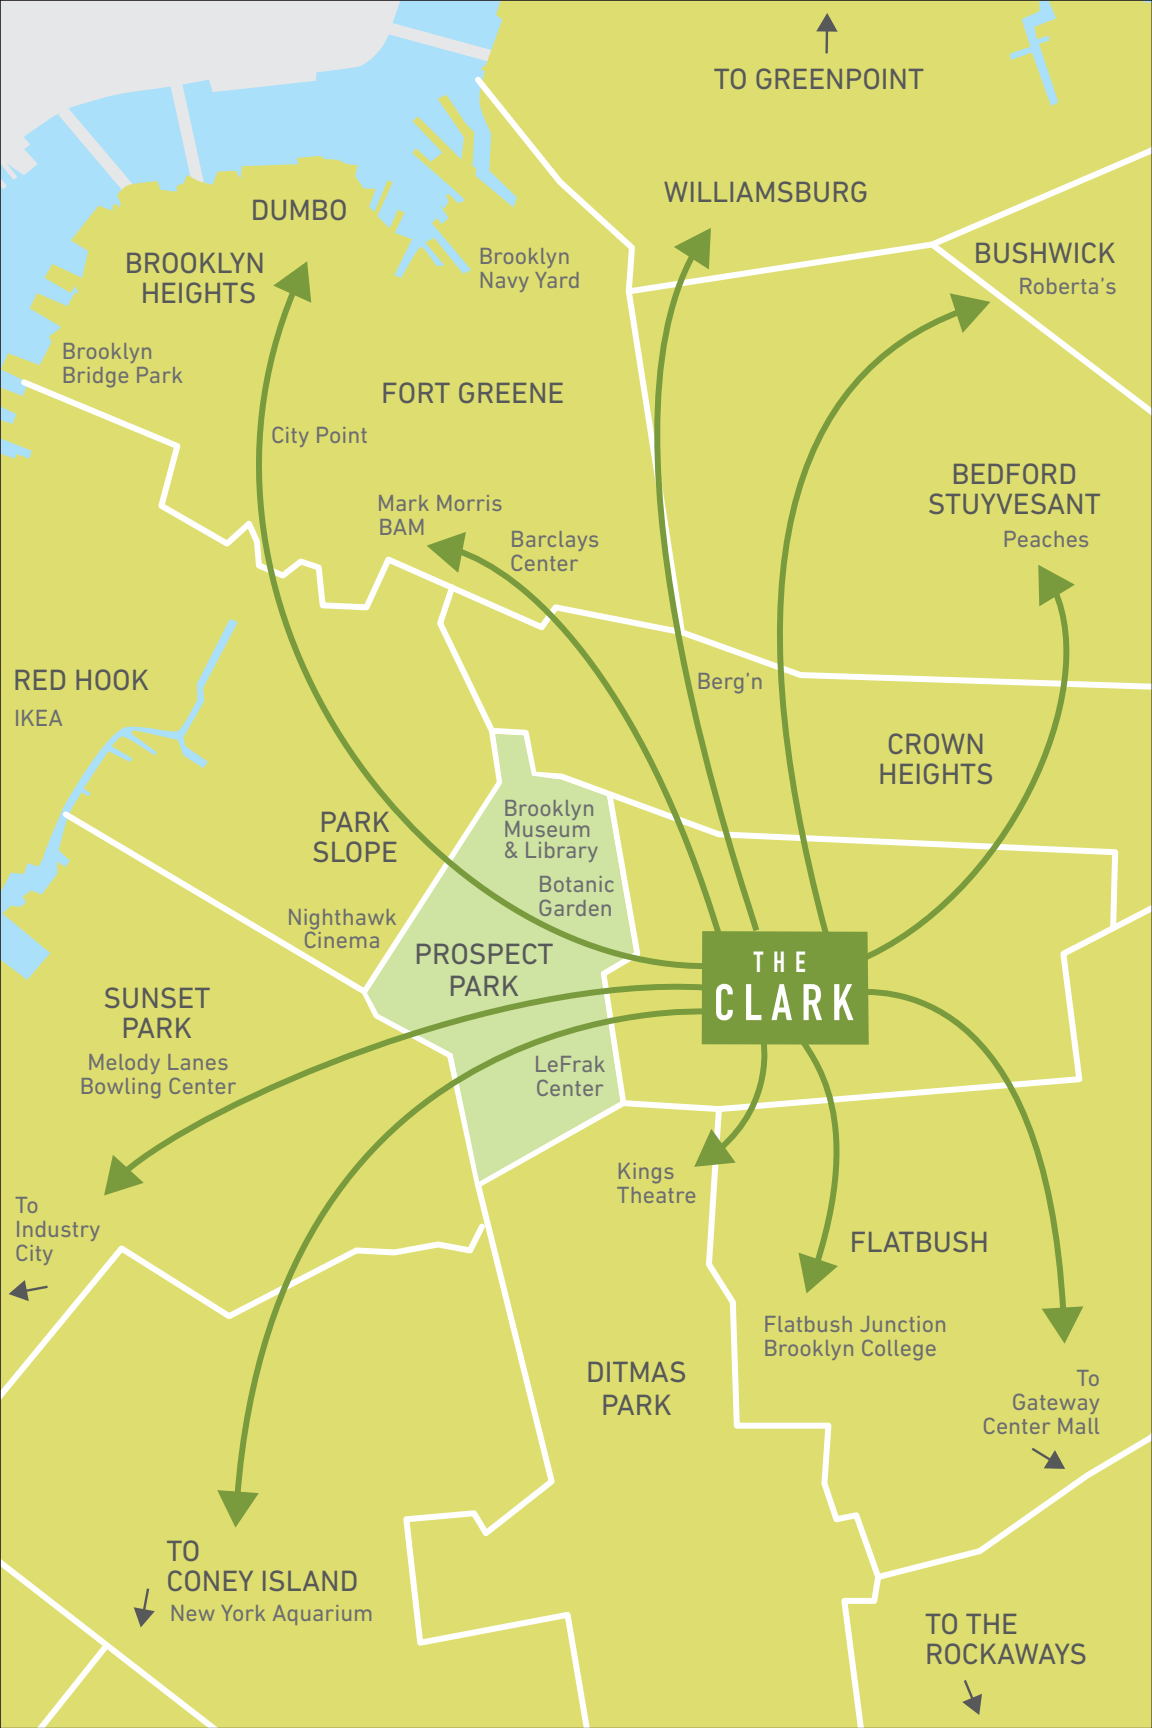 TO GREENPOINT
WILLIAMSBURG
DUMBO
BROOKLYN
HEIGHTS
Brooklyn
Navy Yard
BUSHWICK
Roberta's
Brooklyn
Bridge Park
FORT GREENE
City Point
BEDFORD
STUYVESANT
Peaches
Mark Morris
BAM
Barclays
Center
RED HOOK
IKEA
Berg'n
CROWN
HEIGHTS
PARK
SLOPE
Brooklyn
Museum
& Library
Botanic
Garden
Nighthawk
Cinema
PROSPECT
PARK
THE
CLARK
SUNSET
PARK
Melody Lanes
Bowling Center
LeFrak
Center
Kings
Theatre
To
Industry
City
FLATBUSH
Flatbush Junction
Brooklyn College
DITMAS
PARK
To
Gateway
Center Mall
TO
CONEY ISLAND
New York Aquarium
TO THE
ROCKAWAYS